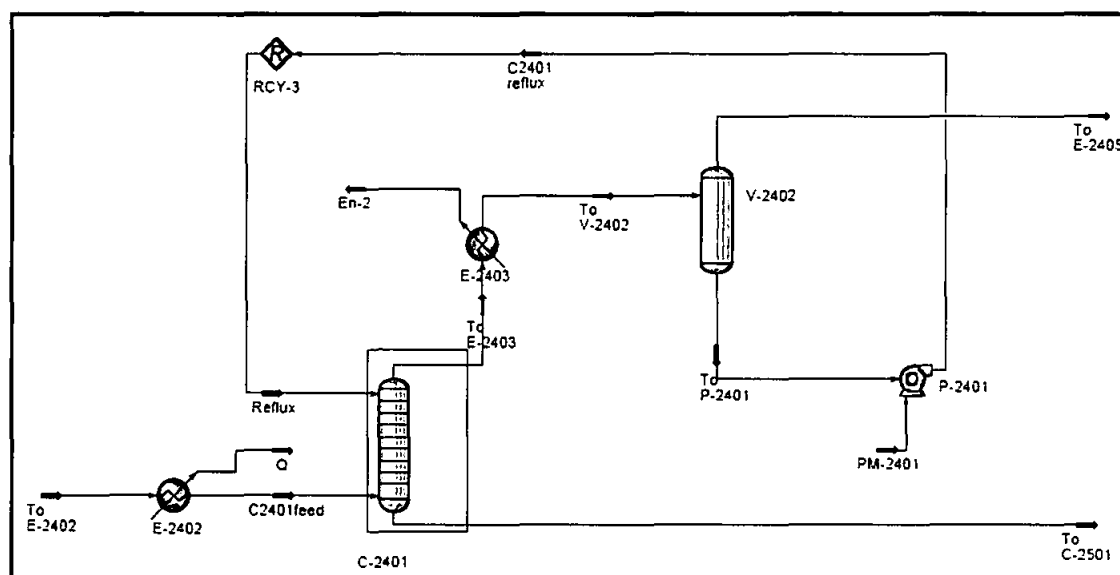 R
RCY-3
C2401
reflux
To
E-2405
V-2402
En-2
To
V-2402
E-2403
To
E-2403
To
P-2401
P-2401
Reflux
PM-2401
Q
To
E-2402
E-2402
C2401feed
To
C-2501
C-2401